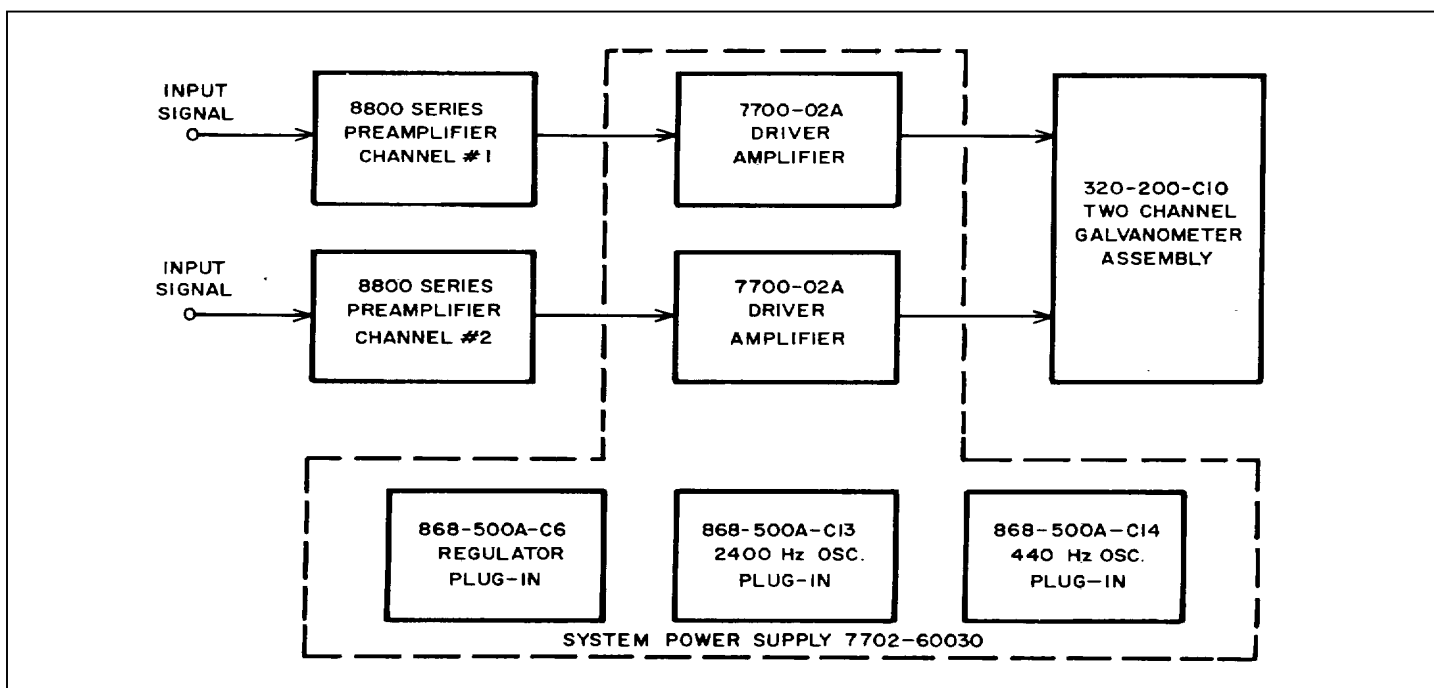 INPUT
SIGNAL
8800 SERIES
PREAMPLIFIER
CHANNEL #1
7700-02A
DRIVER
AMPLIFIER
320-200-C10
TWO CHANNEL
GALVANOMETER
ASSEMBLY
INPUT
SIGNAL
8800 SERIES
PREAMPLIFIER
CHANNEL #2
7700-02A
DRIVER
AMPLIFIER
868-500A-C6
REGULATOR
PLUG-IN
868-500A-C13
2400 Hz OSC.
PLUG-IN
868-500A-C14
440 Hz OSC.
PLUG-IN
SYSTEM POWER SUPPLY 7702-60030